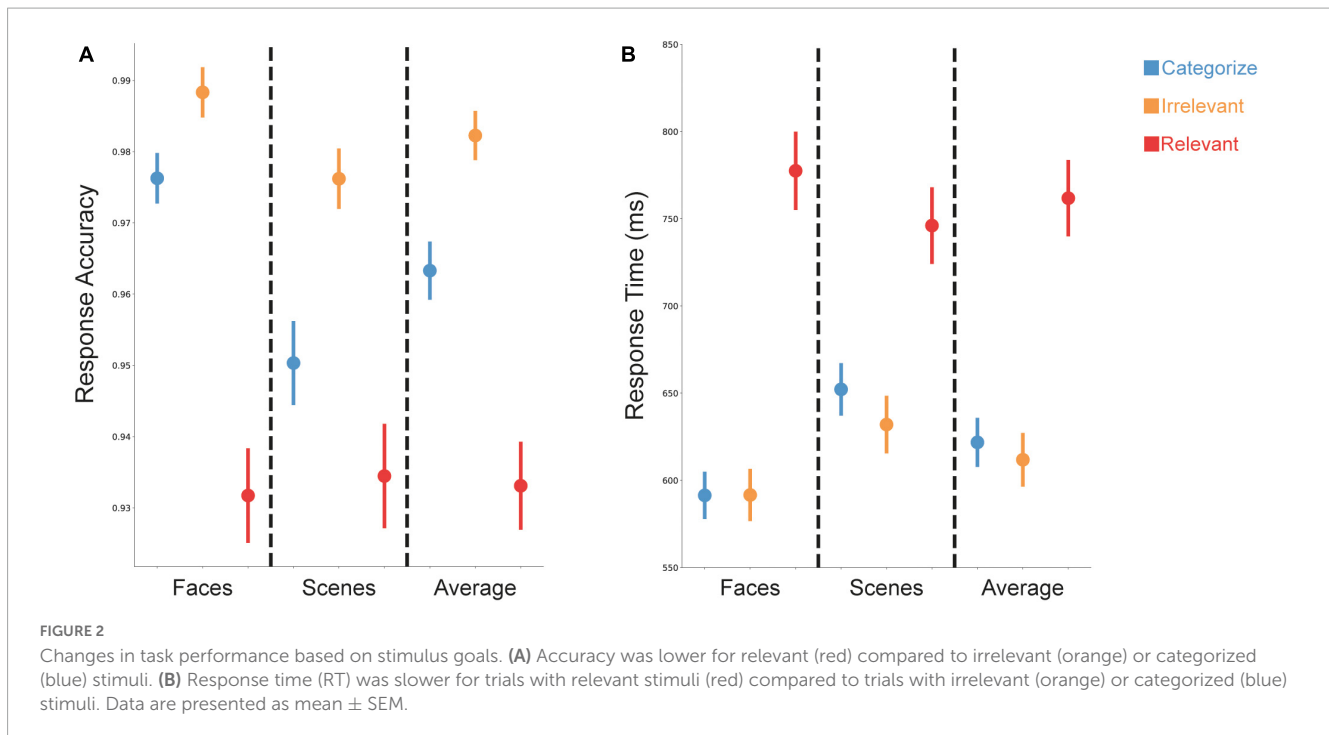 A
Response Accuracy
0.99
0.98
0.97
0.96
0.95
0.94
0.93
Faces Scenes Average
B
Response Time (ms)
850
800
750
700
650
600
550
Faces Scenes Average
Categorize
Irrelevant
Relevant
FIGURE 2
Changes in task performance based on stimulus goals. (A) Accuracy was lower for relevant (red) compared to irrelevant (orange) or categorized
(blue) stimuli. (B) Response time (RT) was slower for trials with relevant stimuli (red) compared to trials with irrelevant (orange) or categorized (blue)
stimuli. Data are presented as mean ± SEM.